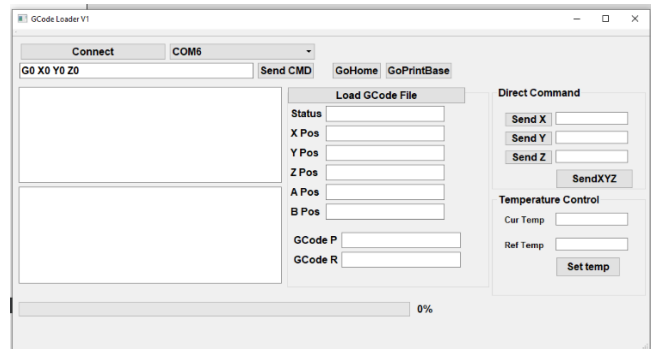 GCode Loader V1
Connect COM6
G0 X0 Y0 Z0 Send CMD GoHome GoPrintBase
Load GCode File
Status
X Pos
Y Pos
Z Pos
A Pos
B Pos
GCode P
GCode R
Direct Command
Send X
Send Y
Send Z
SendXYZ
Temperature Control
Cur Temp
Ref Temp
Set temp
0%